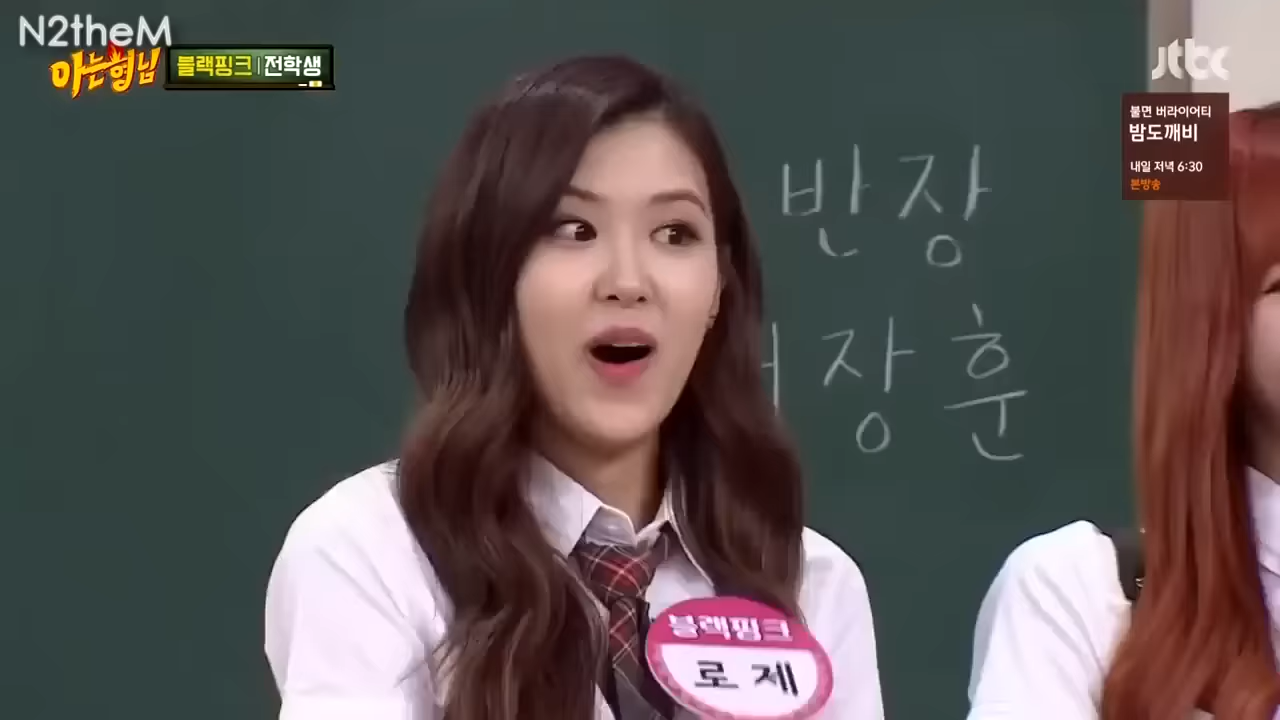 N2theM
아는형님
블랙핑크 | 전학생
jtbc
불면 버라이어티
밤도깨비
내일 저녁 6:30
본방송
반장
장훈
블랙핑크
로제